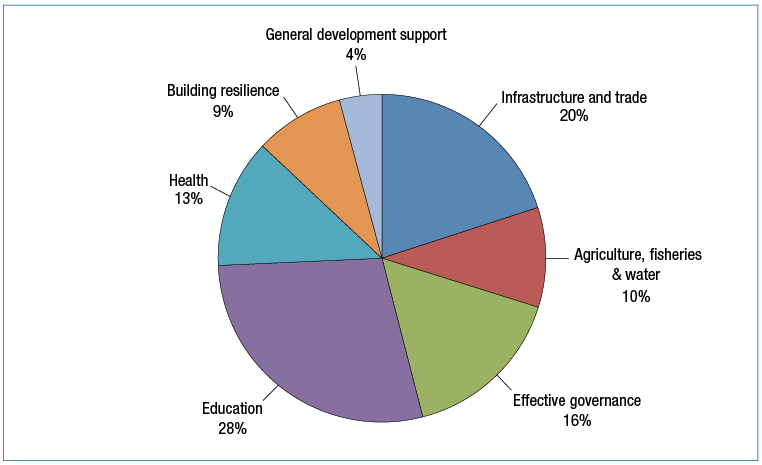 General development support
4%
Building resilience
9%
Infrastructure and trade
20%
Health
13%
Agriculture, fisheries
& water
10%
Effective governance
16%
Education
28%